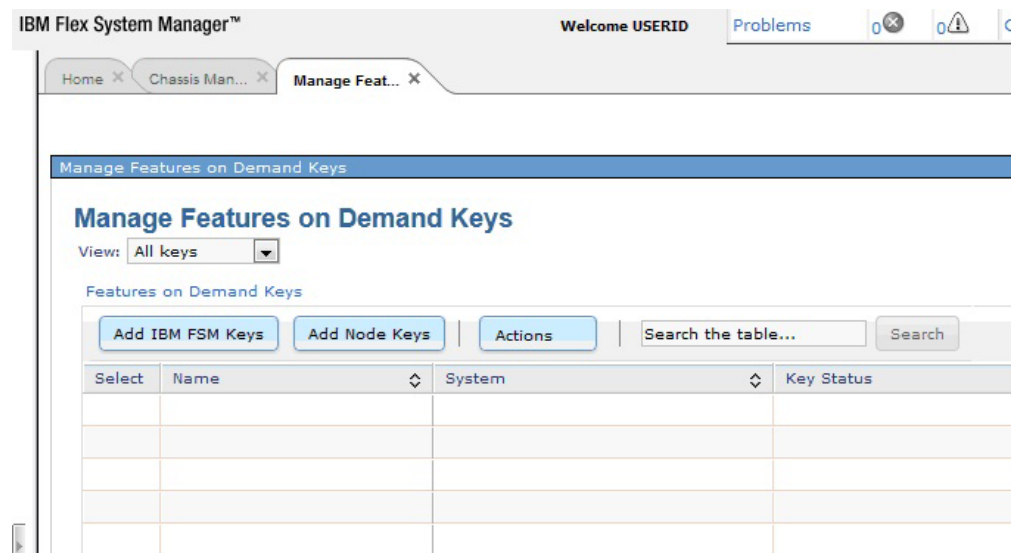 IBM Flex System Manager™ Welcome USERID Problems 0 0
Home Chassis Man... Manage Feat...
Manage Features on Demand Keys
Manage Features on Demand Keys
View: All keys
Features on Demand Keys
Add IBM FSM Keys Add Node Keys Actions Search the table... Search
Select Name System Key Status